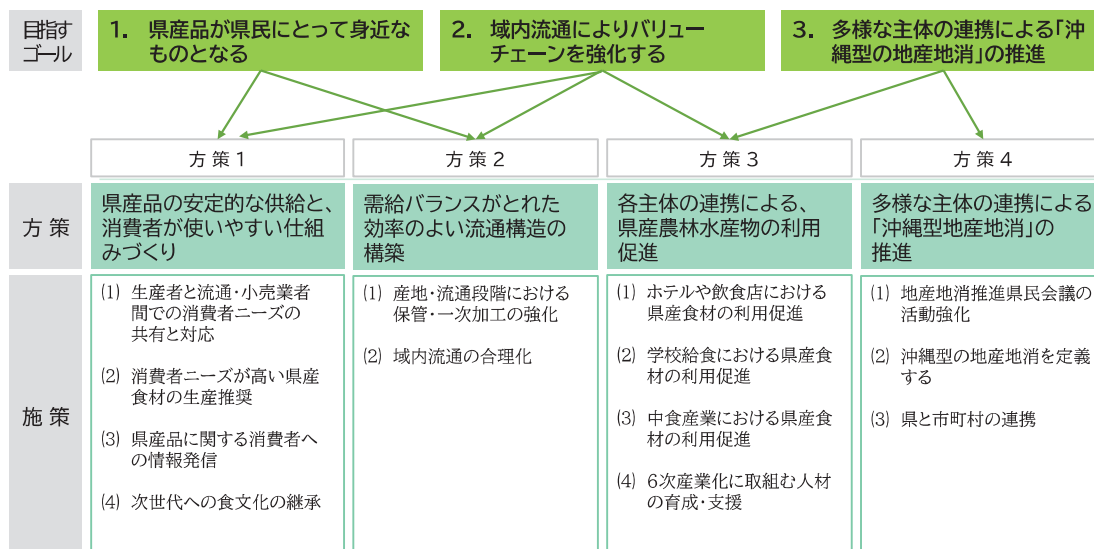 目指す
ゴール
1. 県産品が県民にとって身近な
ものとなる
2. 域内流通によりバリュー
チェーンを強化する
3. 多様な主体の連携による「沖
縄型の地産地消」の推進
方策1
方策2
方策3
方策4
方策
県産品の安定的な供給と、
消費者が使いやすい仕組
みづくり
需給バランスがとれた
効率のよい流通構造の
構築
各主体の連携による、
県産農林水産物の利用
促進
多様な主体の連携による
「沖縄型地産地消」の
推進
施策
(1) 生産者と流通・小売業者
間での消費者ニーズの
共有と対応
(2) 消費者ニーズが高い県産
食材の生産推奨
(3) 県産品に関する消費者へ
の情報発信
(4) 次世代への食文化の継承
(1) 産地・流通段階における
保管・一次加工の強化
(2) 域内流通の合理化
(1) ホテルや飲食店における
県産食材の利用促進
(2) 学校給食における県産食
材の利用促進
(3) 中食産業における県産食
材の利用促進
(4) 6次産業化に取組む人材
の育成・支援
(1) 地産地消推進県民会議の
活動強化
(2) 沖縄型の地産地消を定義
する
(3) 県と市町村の連携